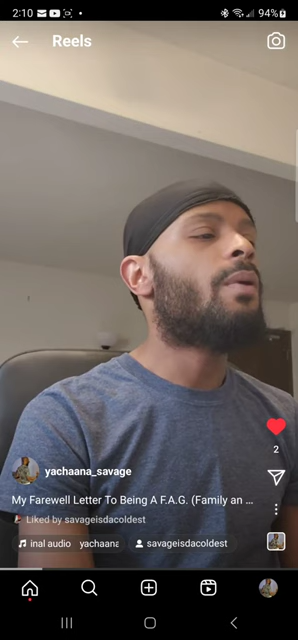 2:10
94%
Reels
2
yachaana_savage
My Farewell Letter To Being A F.A.G. (Family an ...
Liked by savageisdacoldest
inal audio yachaana savageisdacoldest